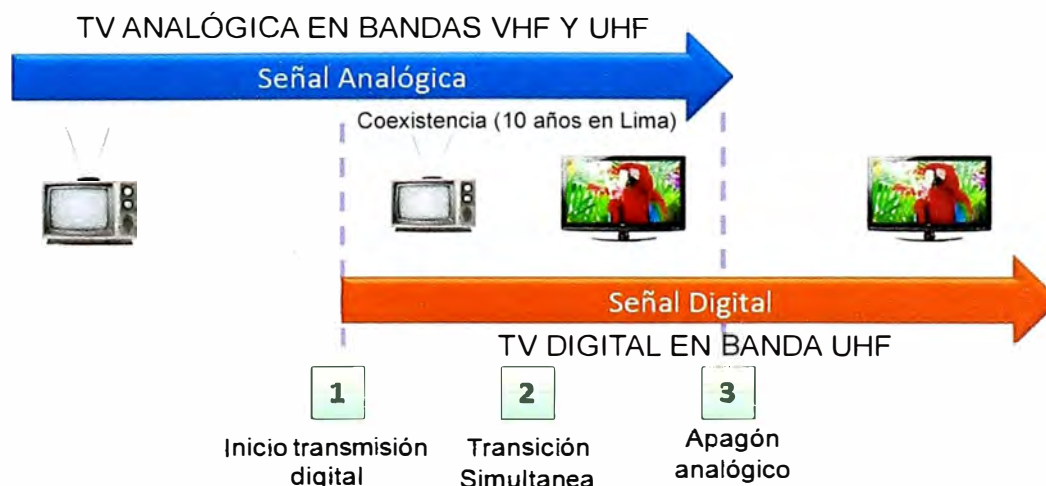 TV ANALÓGICA EN BANDAS VHF Y UHF
Señal Analógica
Coexistencia (10 años en Lima)
Señal Digital
TV DIGITAL EN BANDA UHF
1
2
3
Inicio transmisión
digital
Transición
Simultanea
Apagón
analógico